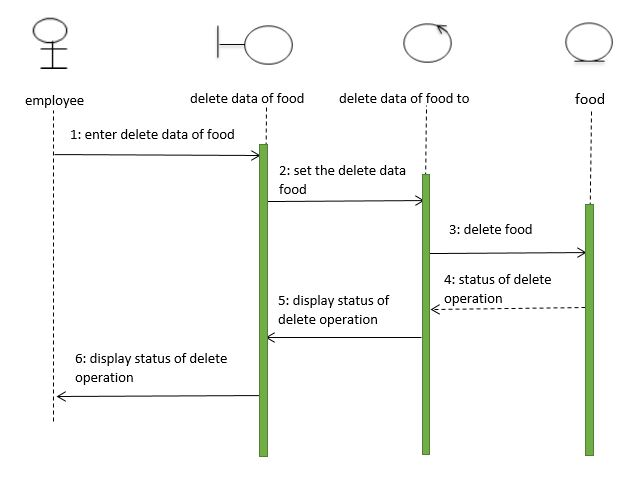 employee
delete data of food
delete data of food to
food
1: enter delete data of food
2: set the delete data
food
3: delete food
4: status of delete
operation
5: display status of
delete operation
6: display status of delete
operation